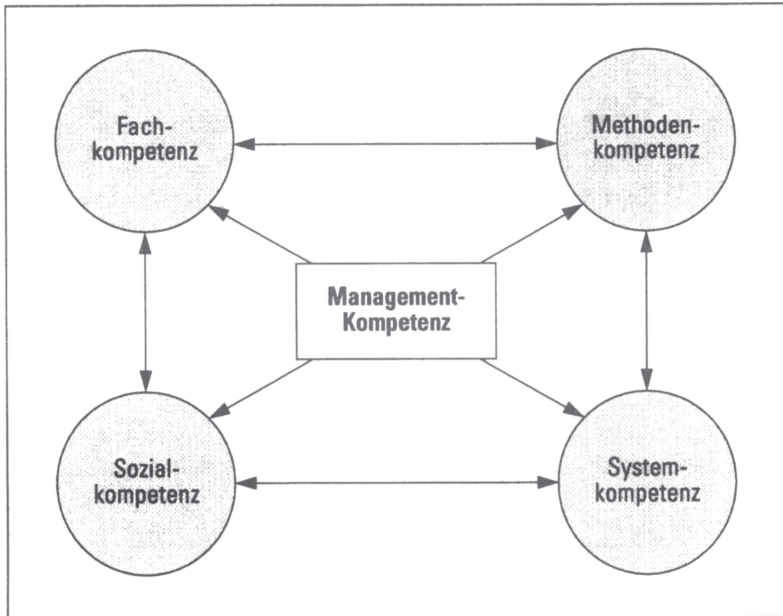 Fach-
kompetenz
Methoden-
kompetenz
Management-
Kompetenz
Sozial-
kompetenz
System-
kompetenz